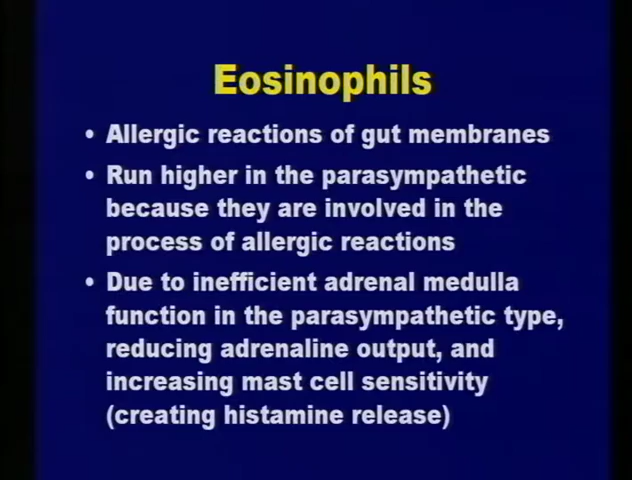 Eosinophils
• Allergic reactions of gut membranes
• Run higher in the parasympathetic
because they are involved in the
process of allergic reactions
• Due to inefficient adrenal medulla
function in the parasympathetic type,
reducing adrenaline output, and
increasing mast cell sensitivity
(creating histamine release)